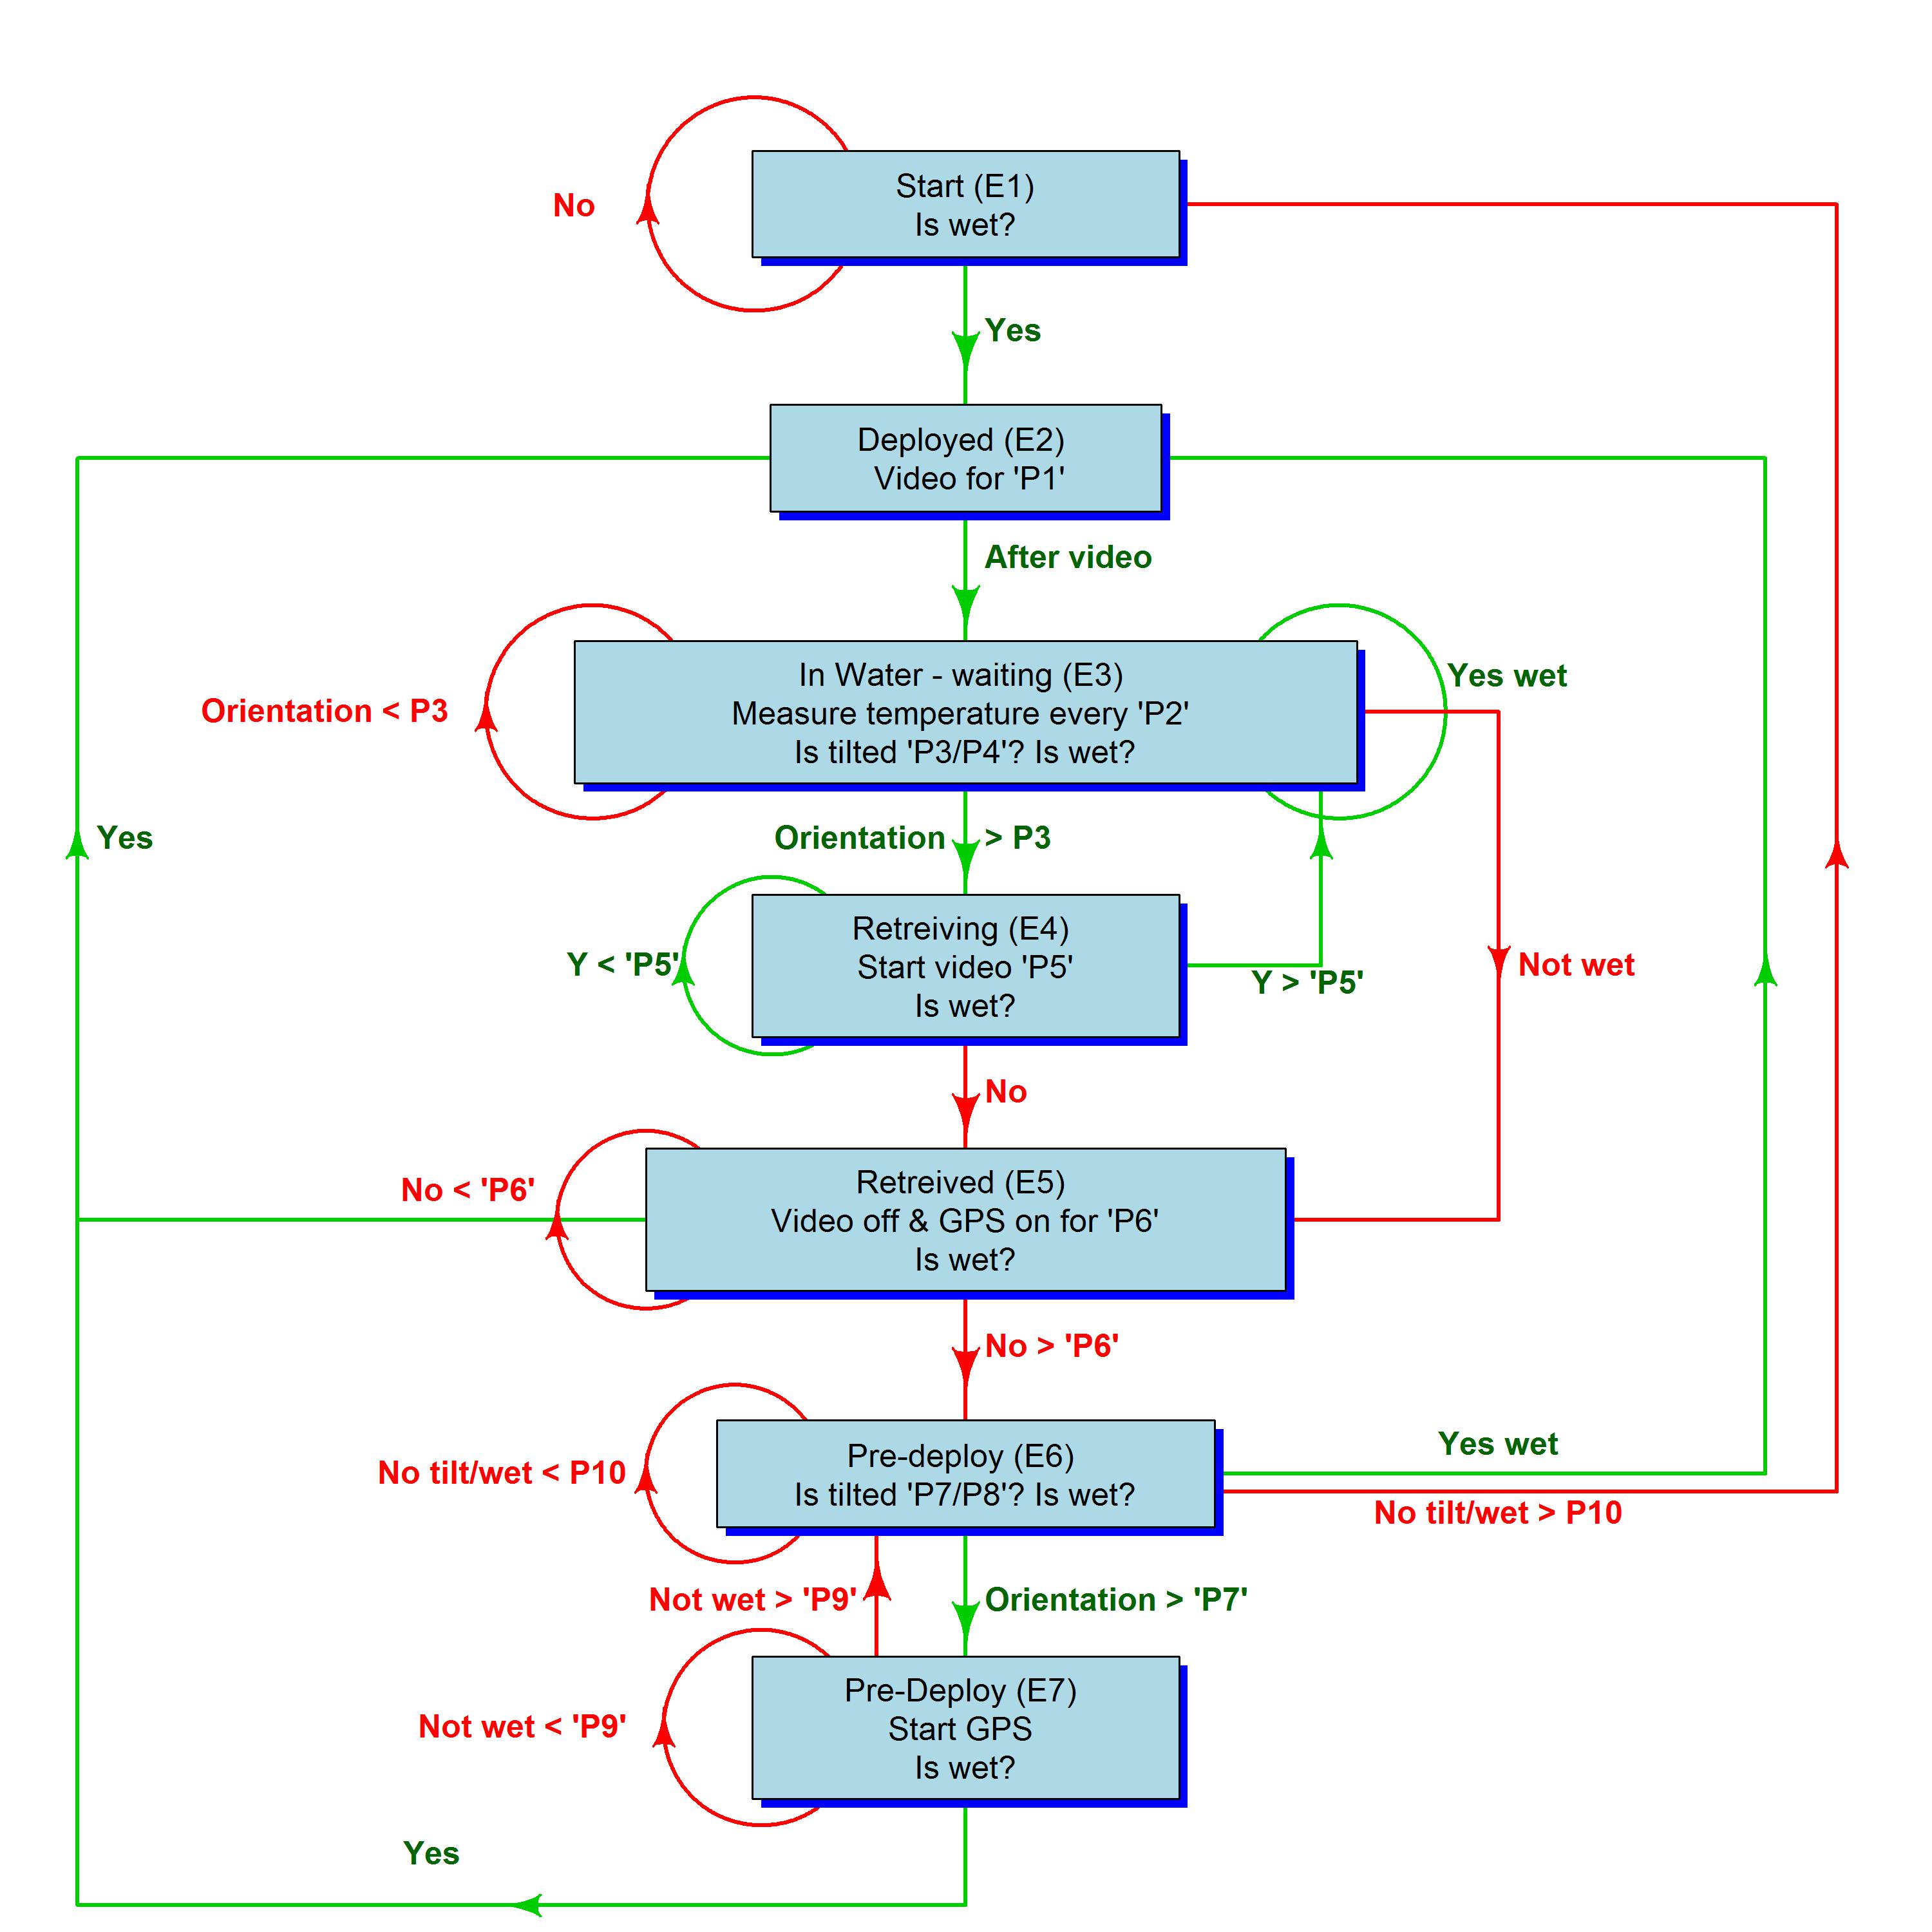 Start (E1)
Is wet?
No
Yes
Deployed (E2)
Video for 'P1'
After video
In Water - waiting (E3)
Measure temperature every 'P2'
Is tilted 'P3/P4'? Is wet?
Yes wet
Orientation < P3
Yes
Orientation > P3
Retreiving (E4)
Start video 'P5'
Is wet?
Y < 'P5'
Y > 'P5'
Not wet
No
Retreived (E5)
Video off & GPS on for 'P6'
Is wet?
No < 'P6'
No > 'P6'
Pre-deploy (E6)
Is tilted 'P7/P8'? Is wet?
Yes wet
No tilt/wet < P10
No tilt/wet > P10
Not wet > 'P9'
Orientation > 'P7'
Pre-Deploy (E7)
Start GPS
Is wet?
Not wet < 'P9'
Yes